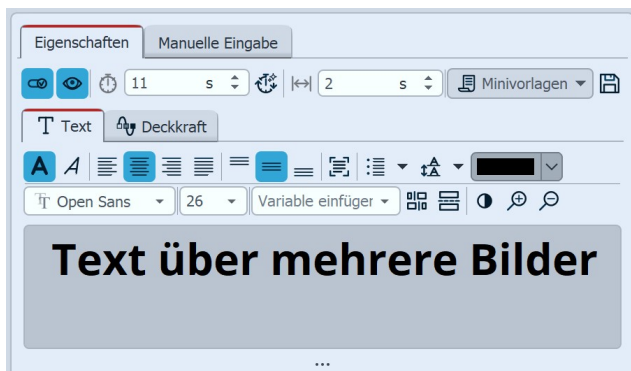 Eigenschaften Manuelle Eingabe
11 s 2 s Minivorlagen
T Text Deckkraft
A A
Open Sans 26 Variable einfüger
Text über mehrere Bilder
...